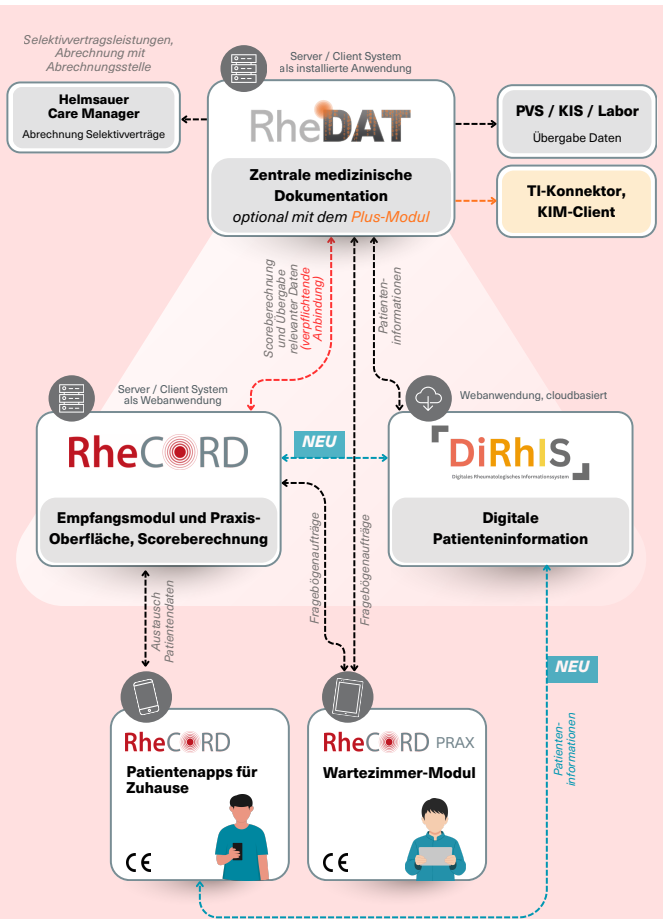 Selektivvertragsleistungen,
Abrechnung mit
Abrechnungsstelle
Helmsauer
Care Manager
Abrechnung Selektivverträge
Server / Client System
als installierte Anwendung
RheDAT
Zentrale medizinische
Dokumentation
optional mit dem Plus-Modul
PVS / KIS / Labor
Übergabe Daten
TI-Konnektor,
KIM-Client
Scoreberechnung
und Übergabe
relevanter Daten
(verpflichtende
Anbindung)
Patienten-
informationen
Server / Client System
als Webanwendung
RheCORD
Empfangsmodul und Praxis-
Oberfläche, Scoreberechnung
NEU
Webanwendung, cloudbasiert
DiRhIS
Digitales Rheumatologisches Informationssystem
Digitale
Patienteninformation
Austausch
Patientendaten
Fragebögenaufträge
Fragebögenaufträge
NEU
Patienten-
informationen
RheCORD
Patientenapps für
Zuhause
CE
RheCORD PRAX
Wartezimmer-Modul
CE